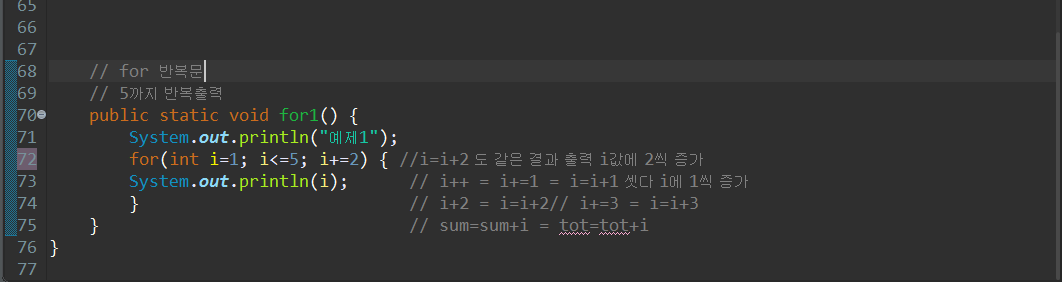 65
66
67
68 // for 반복문
69 // 5까지 반복출력
70 public static void for1() {
71 System.out.println("예제1");
72 for(int i=1; i<=5; i+=2) { //i=i+2 도 같은 결과 출력 i값에 2씩 증가
73 System.out.println(i); // i++ = i+=1 = i=i+1 셋다 i에 1씩 증가
74 } // i+2 = i=i+2// i+=3 = i=i+3
75 } // sum=sum+i = tot=tot+i
76 }
77